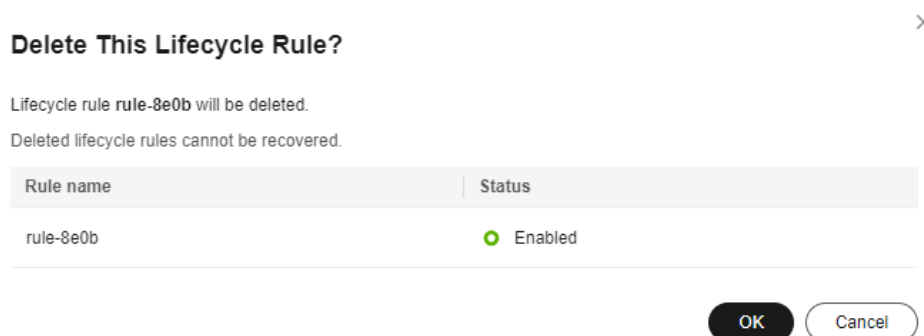 Delete This Lifecycle Rule?
Lifecycle rule rule-8e0b will be deleted.
Deleted lifecycle rules cannot be recovered.
Rule name Status
rule-8e0b Enabled
OK Cancel